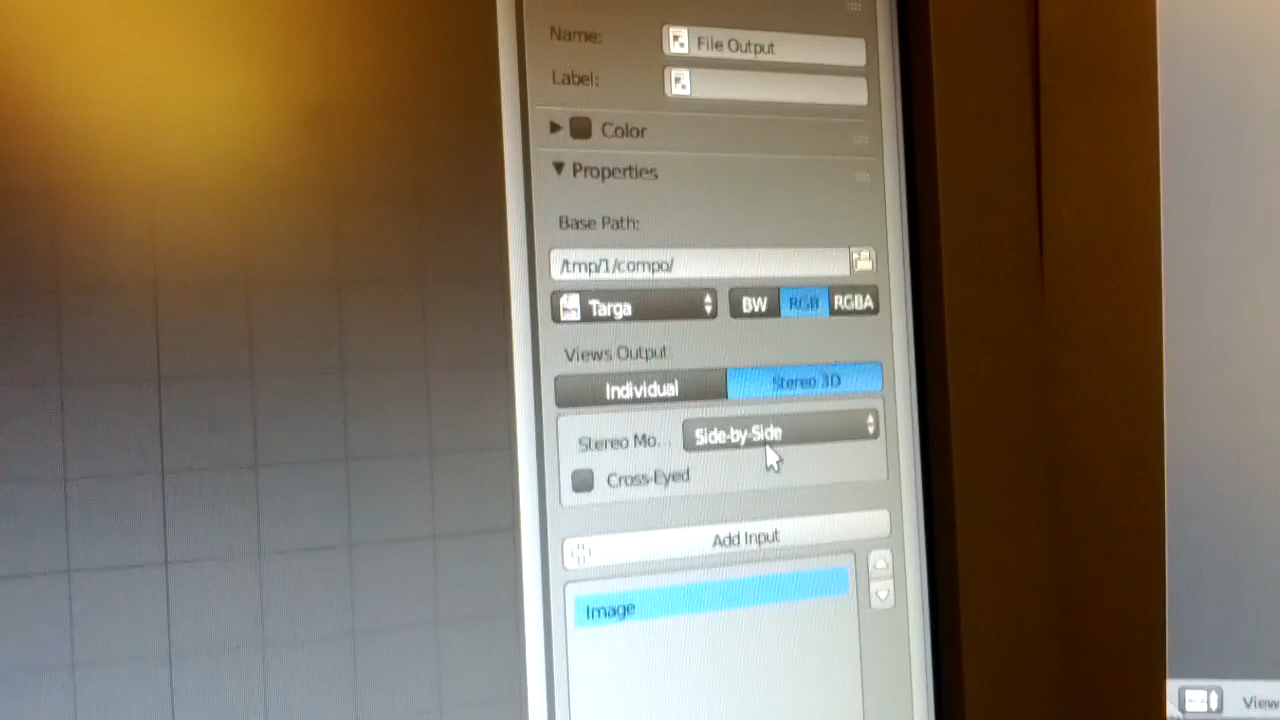 Name: File Output
Label:
Color
Properties
Base Path:
/tmp/1/compo/
Targa BW RGB RGBA
Views Output:
Individual Stereo 3D
Stereo Mo... Side-by-Side
Cross-Eyed
Add Input
Image
View